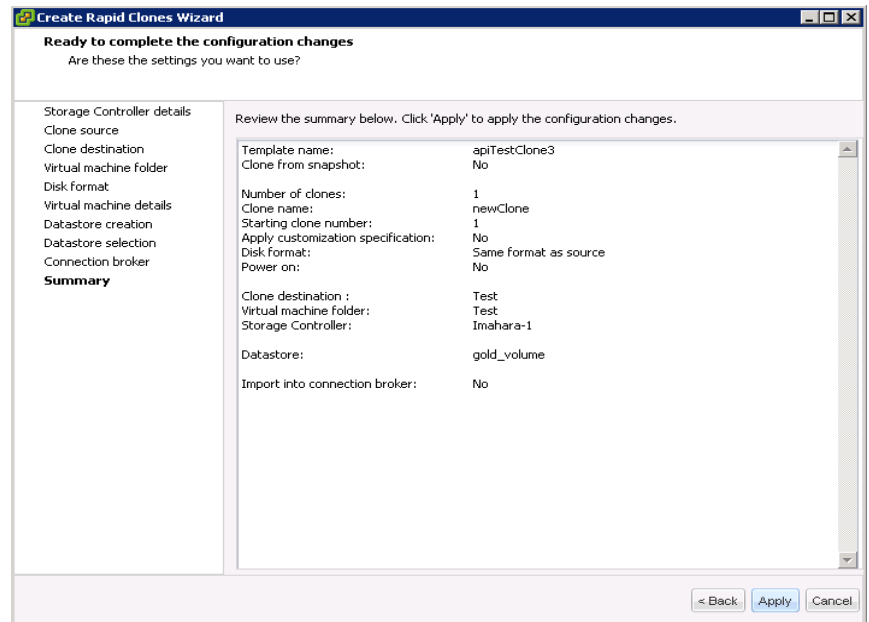 Create Rapid Clones Wizard
Ready to complete the configuration changes
Are these the settings you want to use?
Storage Controller details
Clone source
Clone destination
Virtual machine folder
Disk format
Virtual machine details
Datastore creation
Datastore selection
Connection broker
Summary
Review the summary below. Click 'Apply' to apply the configuration changes.
Template name: apiTestClone3
Clone from snapshot: No
Number of clones: 1
Clone name: newClone
Starting clone number: 1
Apply customization specification: No
Disk format: Same format as source
Power on: No
Clone destination : Test
Virtual machine folder: Test
Storage Controller: Imahara-1
Datastore: gold_volume
Import into connection broker: No
< Back Apply Cancel